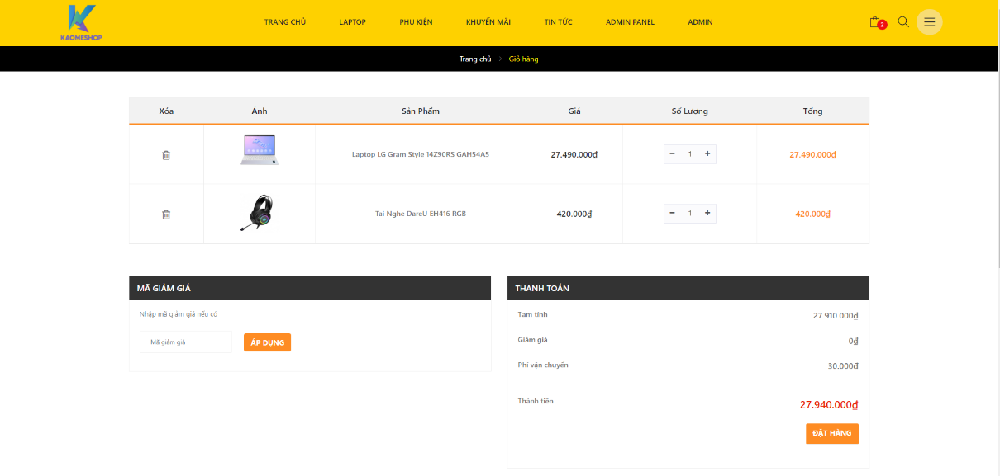 KAOMESHOP
TRANG CHỦ LAPTOP PHỤ KIỆN KHUYẾN MÃI TIN TỨC ADMIN PANEL ADMIN 2
Trang chủ > Giỏ hàng
Xóa Ảnh Sản Phẩm Giá Số Lượng Tổng
Laptop LG Gram Style 14Z90RS GAH54A5 27.490.000₫ - 1 + 27.490.000₫
Tai Nghe DareU EH416 RGB 420.000₫ - 1 + 420.000₫
MÃ GIẢM GIÁ
Nhập mã giảm giá nếu có
Mã giảm giá ÁP DỤNG
THANH TOÁN
Tạm tính 27.910.000₫
Giảm giá 0₫
Phí vận chuyển 30.000₫
Thành tiền 27.940.000₫
ĐẶT HÀNG